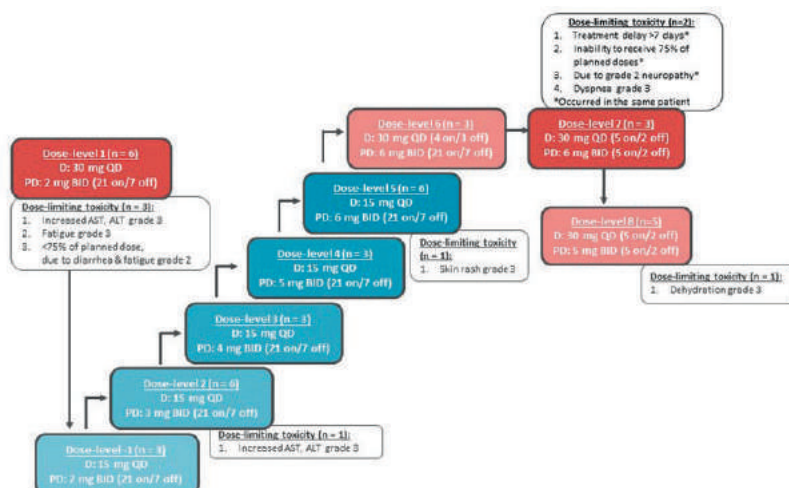 Dose-limiting toxicity (n=2):
1. Treatment delay >7 days*
2. Inability to receive 75% of
planned doses*
3. Due to grade 2 neuropathy*
4. Dyspnea grade 3
*Occurred in the same patient
Dose-level 6 (n = 3)
D: 30 mg QD (4 on/3 off)
PD: 6 mg BID (21 on/7 off)
Dose-level 7 (n = 3)
D: 30 mg QD (5 on/2 off)
PD: 6 mg BID (5 on/2 off)
Dose-level 1 (n = 6)
D: 30 mg QD
PD: 2 mg BID (21 on/7 off)
Dose-limiting toxicity (n = 3):
1. Increased AST, ALT grade 3
2. Fatigue grade 3
3. <75% of planned dose,
due to diarrhea & fatigue grade 2
Dose-level 5 (n = 6)
D: 15 mg QD
PD: 6 mg BID (21 on/7 off)
Dose-limiting toxicity
(n = 1):
1. Skin rash grade 3
Dose-level 8 (n=5)
D: 30 mg QD (5 on/2 off)
PD: 5 mg BID (5 on/2 off)
Dose-limiting toxicity (n = 1):
1. Dehydration grade 3
Dose-level 4 (n = 3)
D: 15 mg QD
PD: 5 mg BID (21 on/7 off)
Dose-level 3 (n = 3)
D: 15 mg QD
PD: 4 mg BID (21 on/7 off)
Dose-level 2 (n = 6)
D: 15 mg QD
PD: 3 mg BID (21 on/7 off)
Dose-limiting toxicity (n = 1):
1. Increased AST, ALT grade 3
Dose-level -1 (n = 3)
D: 15 mg QD
PD: 2 mg BID (21 on/7 off)